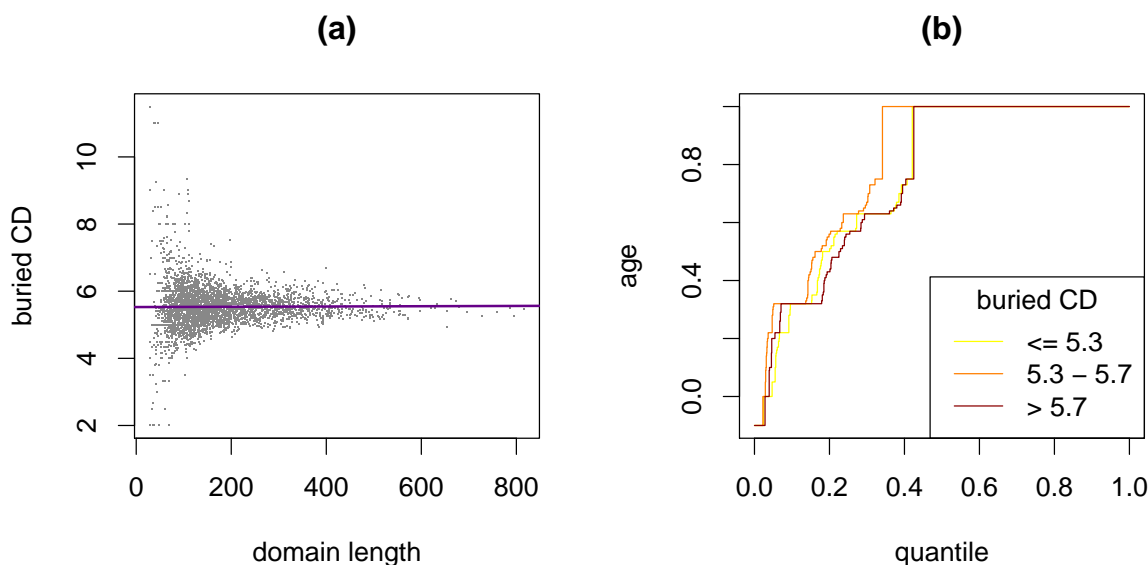 (a)
buried CD
10
8
6
4
2
0 200 400 600 800
domain length
(b)
age
0.8
0.4
0.0
buried CD
<= 5.3
5.3 − 5.7
> 5.7
0.0 0.2 0.4 0.6 0.8 1.0
quantile